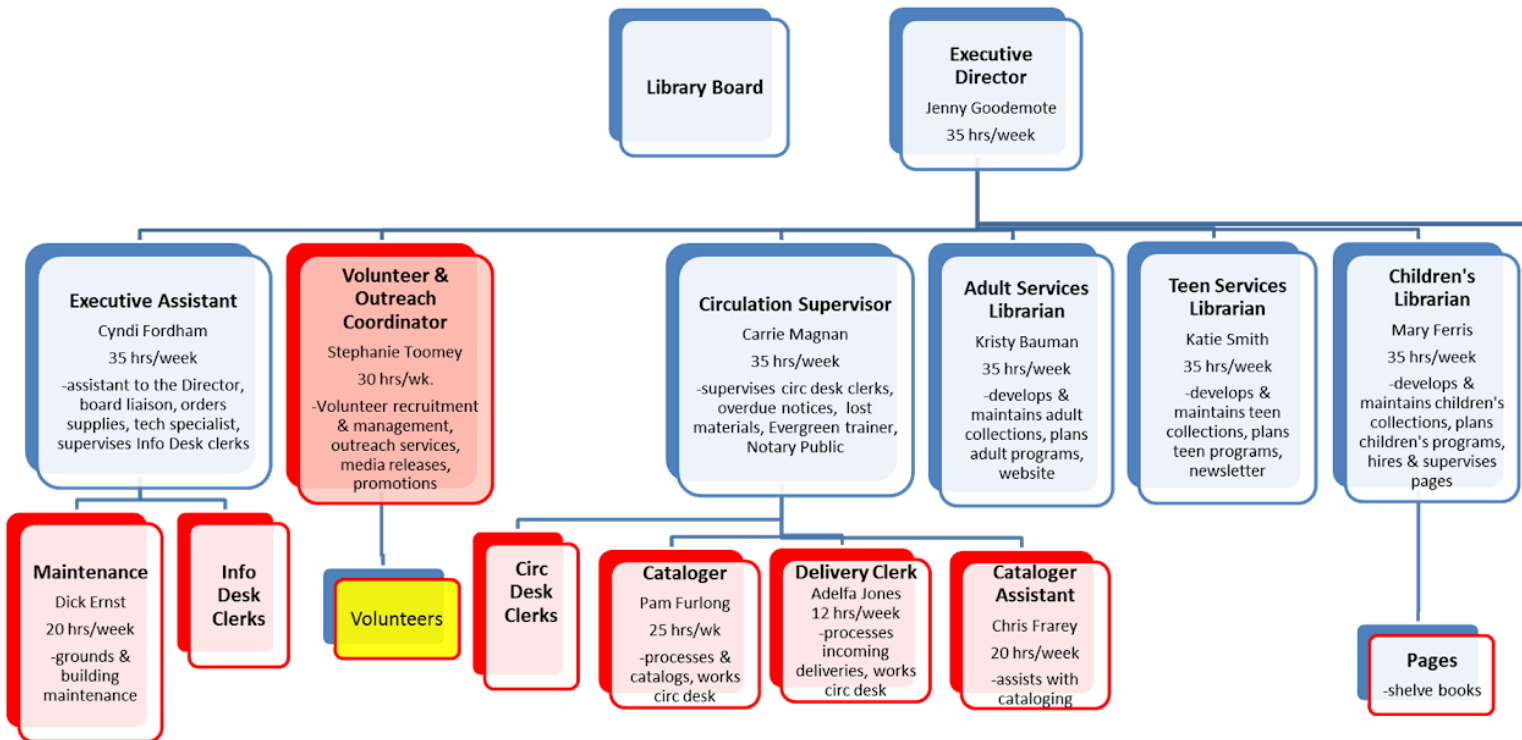 Library Board
Executive
Director
Jenny Goodemote
35 hrs/week
Executive Assistant
Cyndi Fordham
35 hrs/week
-assistant to the Director,
board liaison, orders
supplies, tech specialist,
supervises Info Desk clerks
Volunteer &
Outreach
Coordinator
Stephanie Toomey
30 hrs/wk.
-Volunteer recruitment
& management,
outreach services,
media releases,
promotions
Circulation Supervisor
Carrie Magnan
35 hrs/week
-supervises circ desk clerks,
overdue notices, lost
materials, Evergreen trainer,
Notary Public
Adult Services
Librarian
Kristy Bauman
35 hrs/week
-develops &
maintains adult
collections, plans
adult programs,
website
Teen Services
Librarian
Katie Smith
35 hrs/week
-develops &
maintains teen
collections, plans
teen programs,
newsletter
Children's
Librarian
Mary Ferris
35 hrs/week
-develops &
maintains children's
collections, plans
children's programs,
hires & supervises
pages
Maintenance
Dick Ernst
20 hrs/week
-grounds &
building
maintenance
Info
Desk
Clerks
Volunteers
Circ
Desk
Clerks
Cataloger
Pam Furlong
25 hrs/wk
-processes &
catalogs, works
circ desk
Delivery Clerk
Adelfa Jones
12 hrs/week
-processes
incoming
deliveries, works
circ desk
Cataloger
Assistant
Chris Frarey
20 hrs/week
-assists with
cataloging
Pages
-shelve books